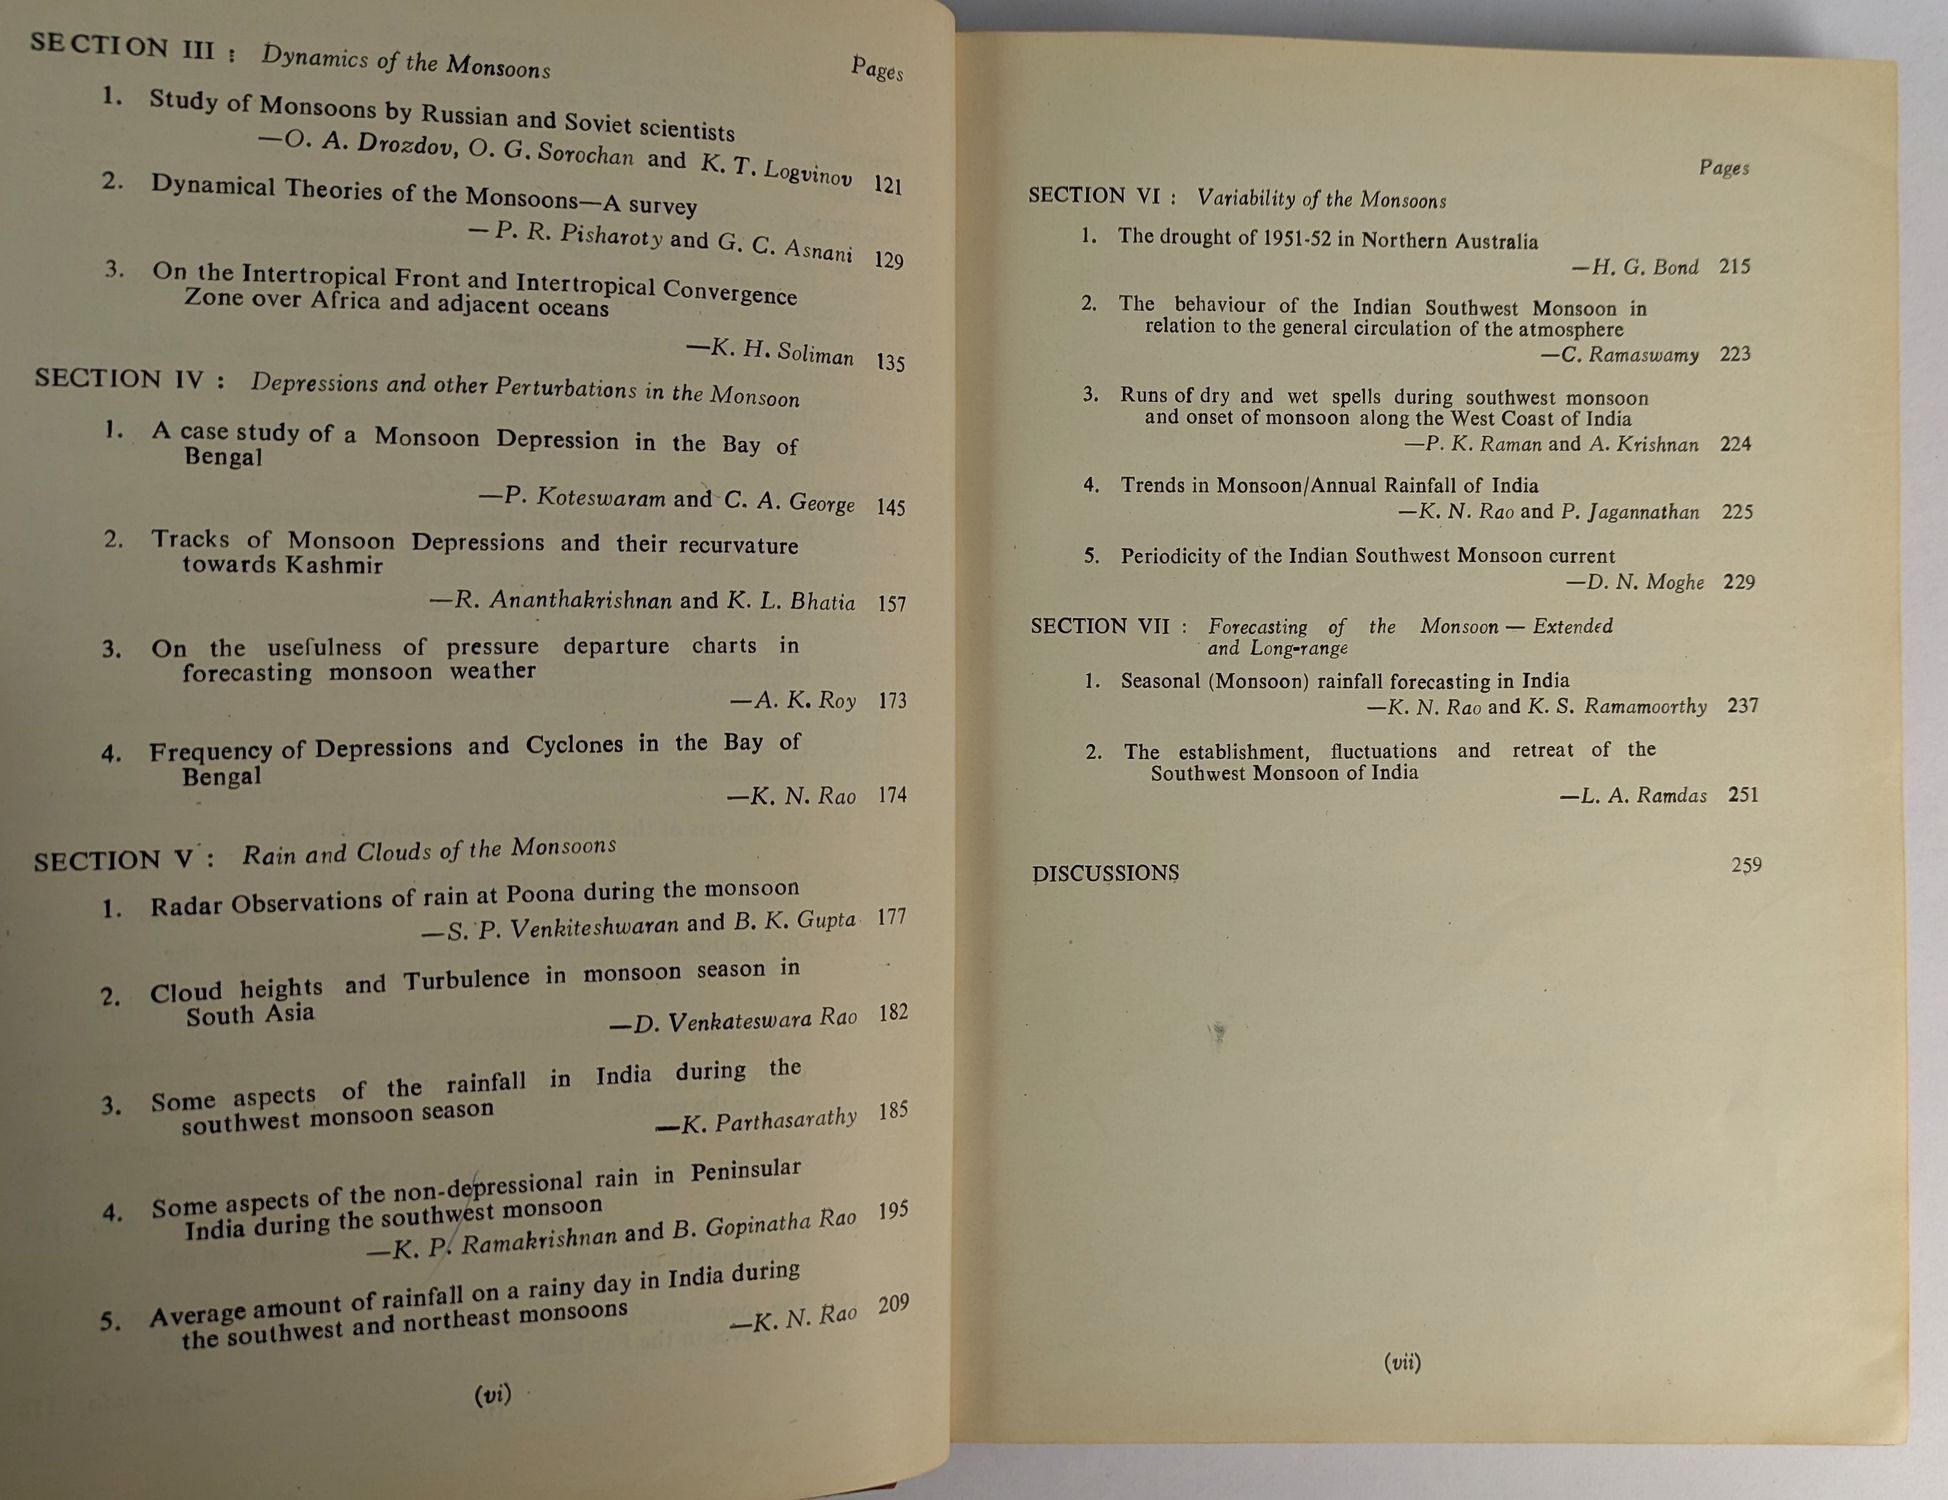 SECTION III : Dynamics of the Monsoons Pages
1. Study of Monsoons by Russian and Soviet scientists
—O. A. Drozdov, O. G. Sorochan and K. T. Logvinov 121
2. Dynamical Theories of the Monsoons—A survey
—P. R. Pisharoty and G. C. Asnani 129
3. On the Intertropical Front and Intertropical Convergence
Zone over Africa and adjacent oceans
—K. H. Soliman 135
SECTION IV : Depressions and other Perturbations in the Monsoon
1. A case study of a Monsoon Depression in the Bay of
Bengal
—P. Koteswaram and C. A. George 145
2. Tracks of Monsoon Depressions and their recurvature
towards Kashmir
—R. Ananthakrishnan and K. L. Bhatia 157
3. On the usefulness of pressure departure charts in
forecasting monsoon weather
—A. K. Roy 173
4. Frequency of Depressions and Cyclones in the Bay of
Bengal
—K. N. Rao 174
SECTION V : Rain and Clouds of the Monsoons
1. Radar Observations of rain at Poona during the monsoon
—S. P. Venkiteshwaran and B. K. Gupta 177
2. Cloud heights and Turbulence in monsoon season in
South Asia
—D. Venkateswara Rao 182
3. Some aspects of the rainfall in India during the
southwest monsoon season
—K. Parthasarathy 185
4. Some aspects of the non-depressional rain in Peninsular
India during the southwest monsoon
—K. P. Ramakrishnan and B. Gopinatha Rao 195
5. Average amount of rainfall on a rainy day in India during
the southwest and northeast monsoons
—K. N. Rao 209
(vi)
Pages
SECTION VI : Variability of the Monsoons
1. The drought of 1951-52 in Northern Australia
—H. G. Bond 215
2. The behaviour of the Indian Southwest Monsoon in
relation to the general circulation of the atmosphere
—C. Ramaswamy 223
3. Runs of dry and wet spells during southwest monsoon
and onset of monsoon along the West Coast of India
—P. K. Raman and A. Krishnan 224
4. Trends in Monsoon/Annual Rainfall of India
—K. N. Rao and P. Jagannathan 225
5. Periodicity of the Indian Southwest Monsoon current
—D. N. Moghe 229
SECTION VII : Forecasting of the Monsoon — Extended
and Long-range
1. Seasonal (Monsoon) rainfall forecasting in India
—K. N. Rao and K. S. Ramamoorthy 237
2. The establishment, fluctuations and retreat of the
Southwest Monsoon of India
—L. A. Ramdas 251
DISCUSSIONS 259
(vii)